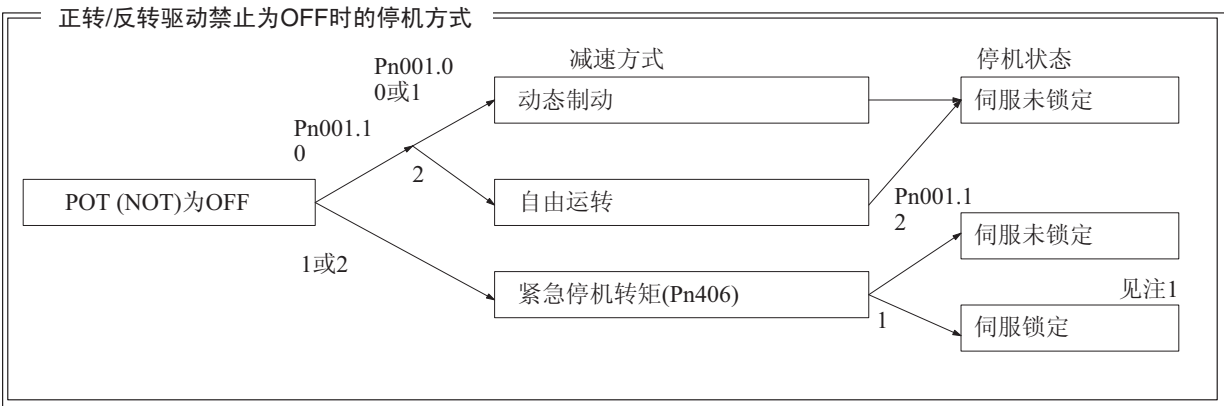 正转/反转驱动禁止为OFF时的停机方式
减速方式
停机状态
Pn001.0
0或1
动态制动
伺服未锁定
Pn001.1
0
2
POT (NOT)为OFF
自由运转
Pn001.1
2
伺服未锁定
1或2
紧急停机转矩(Pn406)
见注1
1
伺服锁定